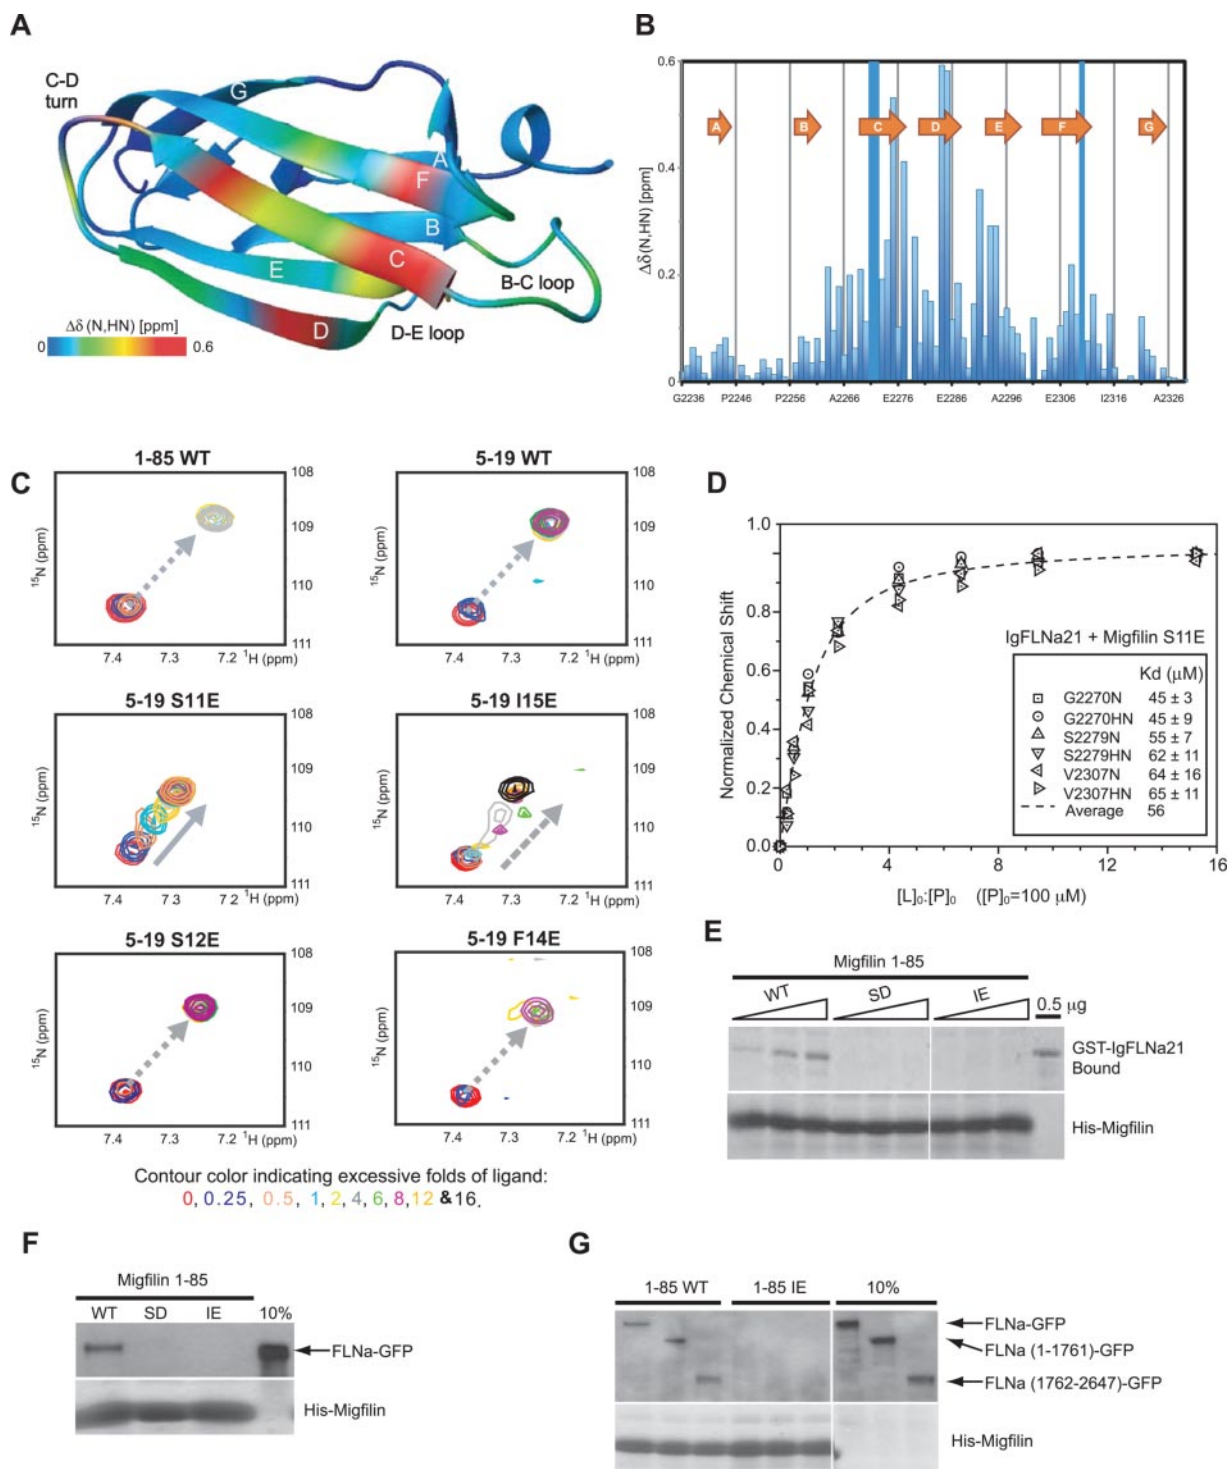 A
C-D
turn
G
A
F
B
C
E
D
B-C loop
D-E loop
Δδ (N,HN) [ppm]
0
0.6
B
Δδ(N,HN) [ppm]
0.6
0.4
0.2
0
A B C D E F G
G2236 P2246 P2256 A2266 E2276 E2286 A2296 E2306 I2316 A2326
C
1-85 WT
15N (ppm)
108
109
110
111
7.4 7.3 7.2 1H (ppm)
5-19 WT
15N (ppm)
108
109
110
111
7.4 7.3 7.2 1H (ppm)
5-19 S11E
15N (ppm)
108
109
110
111
7.4 7.3 7.2 1H (ppm)
5-19 I15E
15N (ppm)
108
109
110
111
7.4 7.3 7.2 1H (ppm)
5-19 S12E
15N (ppm)
108
109
110
111
7.4 7.3 7.2 1H (ppm)
5-19 F14E
15N (ppm)
108
109
110
111
7.4 7.3 7.2 1H (ppm)
Contour color indicating excessive folds of ligand:
0, 0.25, 0.5, 1, 2, 4, 6, 8, 12 &16.
D
Normalized Chemical Shift
1.0
0.8
0.6
0.4
0.2
0.0
0 4 8 12 16
[L]0:[P]0 ([P]0=100 μM)
IgFLNa21 + Migfilin S11E
Kd (μM)
G2270N 45 ± 3
G2270HN 45 ± 9
S2279N 55 ± 7
S2279HN 62 ± 11
V2307N 64 ± 16
V2307HN 65 ± 11
Average 56
E
Migfilin 1-85
WT SD IE 0.5 μg
GST-IgFLNa21
Bound
His-Migfilin
F
Migfilin 1-85
WT SD IE 10%
FLNa-GFP
His-Migfilin
G
1-85 WT 1-85 IE 10%
FLNa-GFP
FLNa (1-1761)-GFP
FLNa (1762-2647)-GFP
His-Migfilin